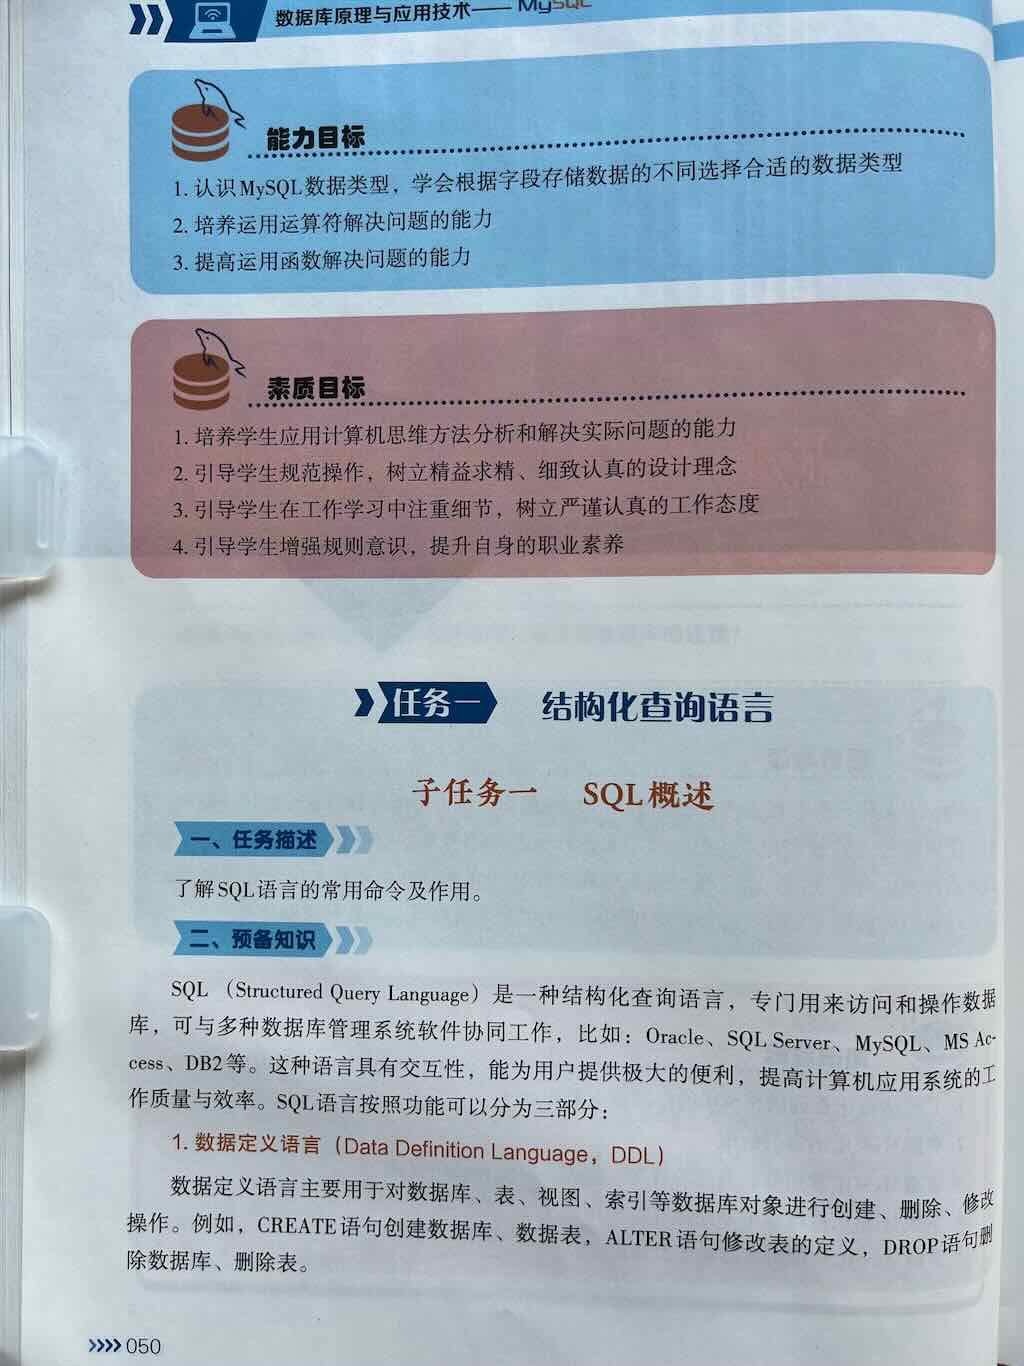 数据库原理与应用技术—— MySQL
能力目标
1. 认识MySQL数据类型，学会根据字段存储数据的不同选择合适的数据类型
2. 培养运用运算符解决问题的能力
3. 提高运用函数解决问题的能力
素质目标
1. 培养学生应用计算机思维方法分析和解决实际问题的能力
2. 引导学生规范操作，树立精益求精、细致认真的设计理念
3. 引导学生在工作学习中注重细节，树立严谨认真的工作态度
4. 引导学生增强规则意识，提升自身的职业素养
任务一 结构化查询语言
子任务一 SQL概述
一、任务描述
了解SQL语言的常用命令及作用。
二、预备知识
SQL （Structured Query Language）是一种结构化查询语言，专门用来访问和操作数据
库，可与多种数据库管理系统软件协同工作，比如：Oracle、SQL Server、MySQL、MS Ac-
cess、DB2等。这种语言具有交互性，能为用户提供极大的便利，提高计算机应用系统的工
作质量与效率。SQL语言按照功能可以分为三部分：
1. 数据定义语言（Data Definition Language，DDL）
数据定义语言主要用于对数据库、表、视图、索引等数据库对象进行创建、删除、修改
操作。例如，CREATE语句创建数据库、数据表，ALTER语句修改表的定义，DROP语句删
除数据库、删除表。
050